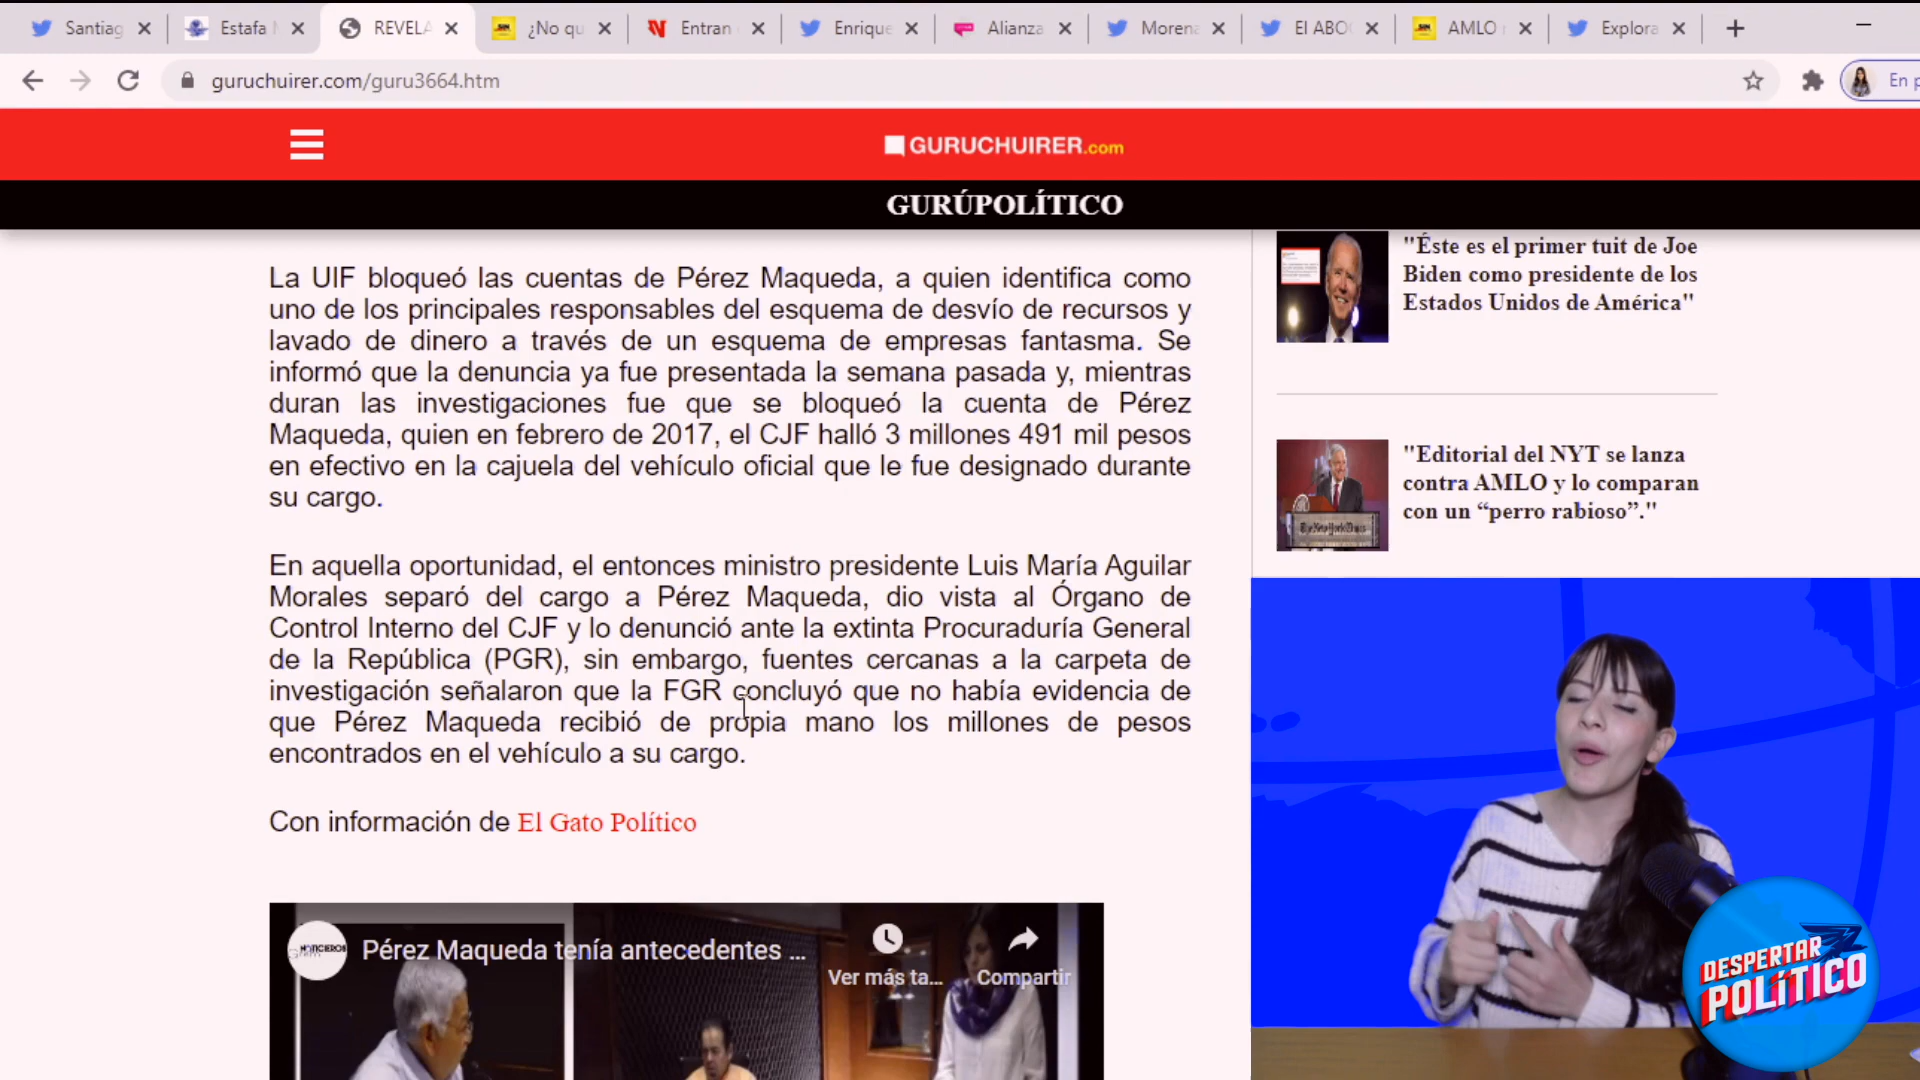 Santiag
Estafa
REVELA
¿No qu
Entran
Enrique
Alianza
Morena
El ABO
AMLO
Explora
guruchuirer.com/guru3664.htm
En p
GURUCHUIRER.com
GURÚPOLÍTICO
La UIF bloqueó las cuentas de Pérez Maqueda, a quien identifica como
uno de los principales responsables del esquema de desvío de recursos y
lavado de dinero a través de un esquema de empresas fantasma. Se
informó que la denuncia ya fue presentada la semana pasada y, mientras
duran las investigaciones fue que se bloqueó la cuenta de Pérez
Maqueda, quien en febrero de 2017, el CJF halló 3 millones 491 mil pesos
en efectivo en la cajuela del vehículo oficial que le fue designado durante
su cargo.
En aquella oportunidad, el entonces ministro presidente Luis María Aguilar
Morales separó del cargo a Pérez Maqueda, dio vista al Órgano de
Control Interno del CJF y lo denunció ante la extinta Procuraduría General
de la República (PGR), sin embargo, fuentes cercanas a la carpeta de
investigación señalaron que la FGR concluyó que no había evidencia de
que Pérez Maqueda recibió de propia mano los millones de pesos
encontrados en el vehículo a su cargo.
Con información de El Gato Político
NOTICIEROS
Pérez Maqueda tenía antecedentes ...
Ver más ta...
Compartir
"Éste es el primer tuit de Joe
Biden como presidente de los
Estados Unidos de América"
"Editorial del NYT se lanza
contra AMLO y lo comparan
con un “perro rabioso”."
The New York Times
DESPERTAR
POLÍTICO